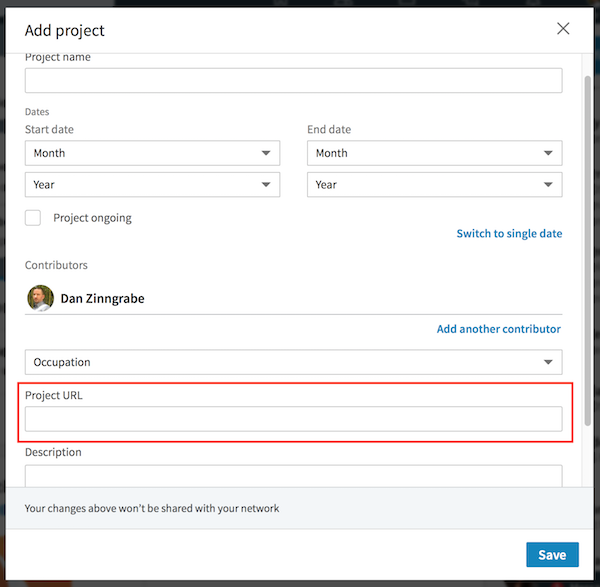 Add project
Project name
Dates
Start date
End date
Month
Month
Year
Year
Project ongoing
Switch to single date
Contributors
Dan Zinngrabe
Add another contributor
Occupation
Project URL
Description
Your changes above won't be shared with your network
Save